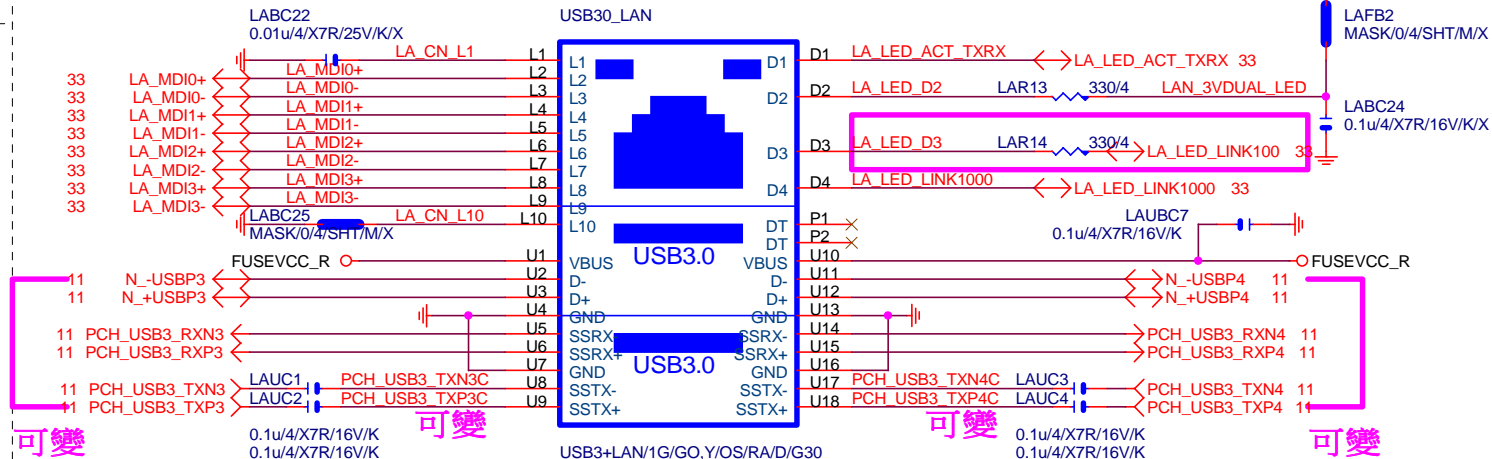 LABC22
0.01u/4/X7R/25V/K/X
USB30_LAN
LAFB2
MASK/0/4/SHT/M/X
LA_CN_L1 L1 L1 D1 D1 LA_LED_ACT_TXRX LA_LED_ACT_TXRX 33
33 LA_MDI0+ LA_MDI0+ L2 L2
33 LA_MDI0- LA_MDI0- L3 L3 D2 D2 LA_LED_D2 LAR13 330/4 LAN_3VDUAL_LED
33 LA_MDI1+ LA_MDI1+ L4 L4
LABC24
0.1u/4/X7R/16V/K/X
33 LA_MDI1- LA_MDI1- L5 L5
33 LA_MDI2+ LA_MDI2+ L6 L6 D3 D3 LA_LED_D3 LAR14 330/4 LA_LED_LINK100 33
33 LA_MDI2- LA_MDI2- L7 L7
33 LA_MDI3+ LA_MDI3+ L8 L8 D4 D4 LA_LED_LINK1000 LA_LED_LINK1000 33
33 LA_MDI3- LA_MDI3- L9 L9
LABC25 LA_CN_L10 L10 L10 DT P1
MASK/0/4/SHT/M/X
DT P2
LAUBC7
0.1u/4/X7R/16V/K
USB3.0
FUSEVCC_R U1 VBUS VBUS U10 FUSEVCC_R
11 N_-USBP3 U2 D- D- U11 N_-USBP4 11
11 N_+USBP3 U3 D+ D+ U12 N_+USBP4 11
U4 GND GND U13
11 PCH_USB3_RXN3 U5 SSRX- SSRX- U14 PCH_USB3_RXN4 11
11 PCH_USB3_RXP3 U6 SSRX+ SSRX+ U15 PCH_USB3_RXP4 11
USB3.0
U7 GND GND U16
11 PCH_USB3_TXN3 LAUC1 PCH_USB3_TXN3C U8 SSTX- SSTX- U17 PCH_USB3_TXN4C LAUC3 PCH_USB3_TXN4 11
11 PCH_USB3_TXP3 LAUC2 PCH_USB3_TXP3C U9 SSTX+ SSTX+ U18 PCH_USB3_TXP4C LAUC4 PCH_USB3_TXP4 11
可變 可變 可變 可變
0.1u/4/X7R/16V/K
0.1u/4/X7R/16V/K
USB3+LAN/1G/GO,Y/OS/RA/D/G30
0.1u/4/X7R/16V/K
0.1u/4/X7R/16V/K